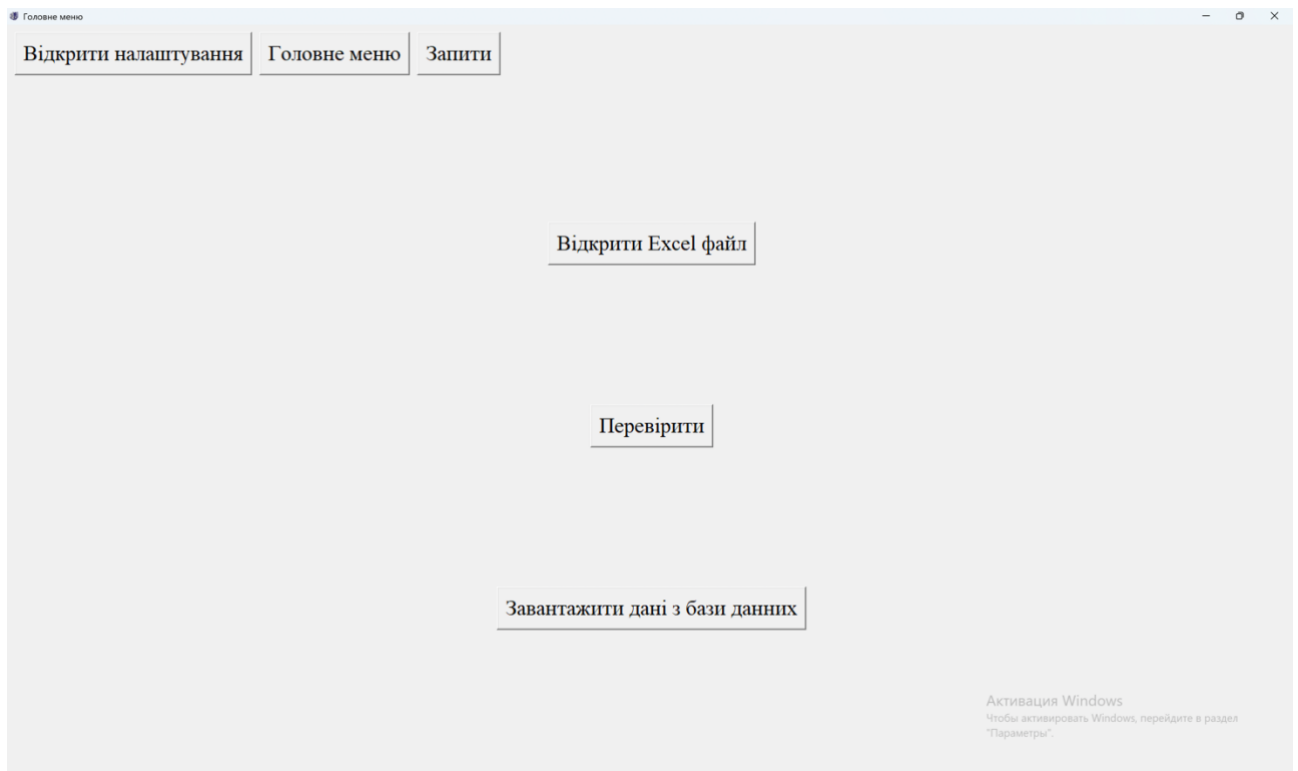 Головне меню
Відкрити налаштування Головне меню Запити
Відкрити Excel файл
Перевірити
Завантажити дані з бази данних
Активация Windows
Чтобы активировать Windows, перейдите в раздел
"Параметры".